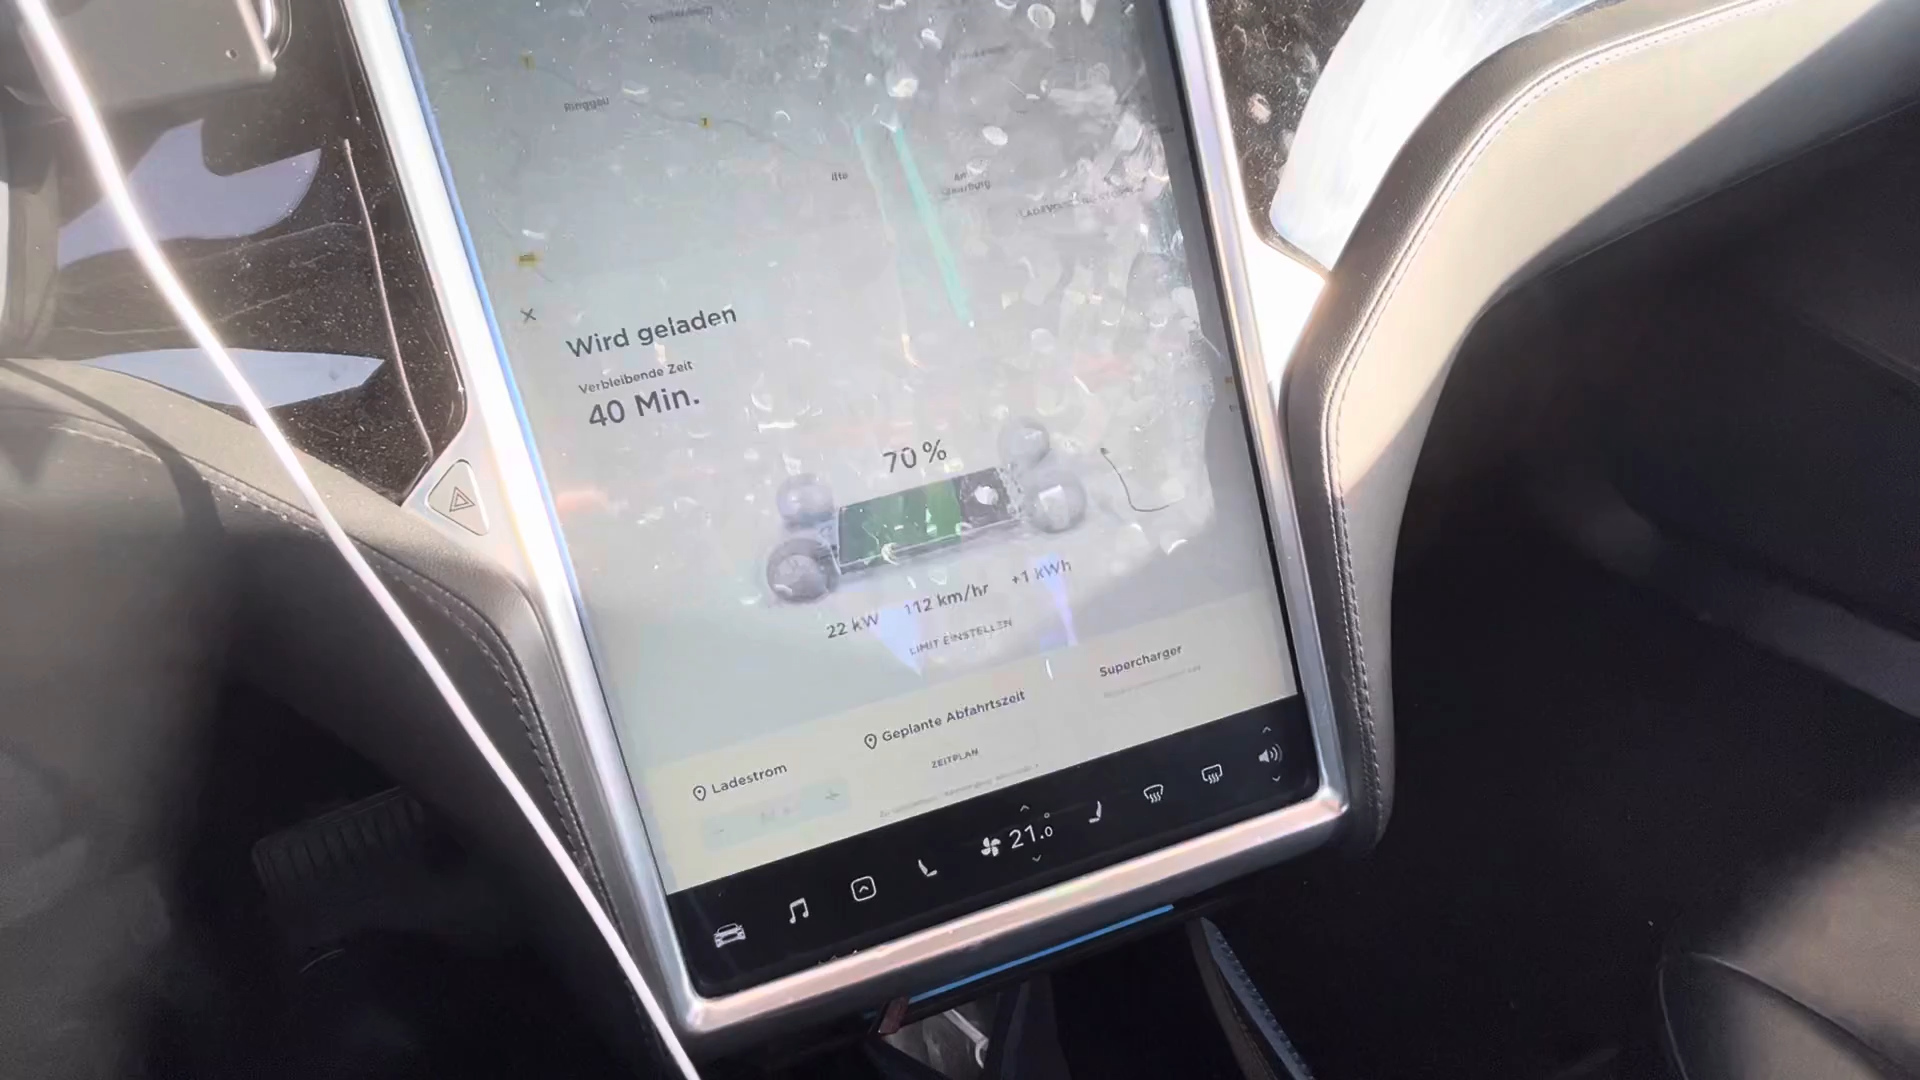 Ringgau
Wird geladen
Verbleibende Zeit
40 Min.
70 %
22 kW
112 km/hr
+1 kWh
LIMIT EINSTELLEN
Ladestrom
Geplante Abfahrtszeit
ZEITPLAN
Supercharger
21.0